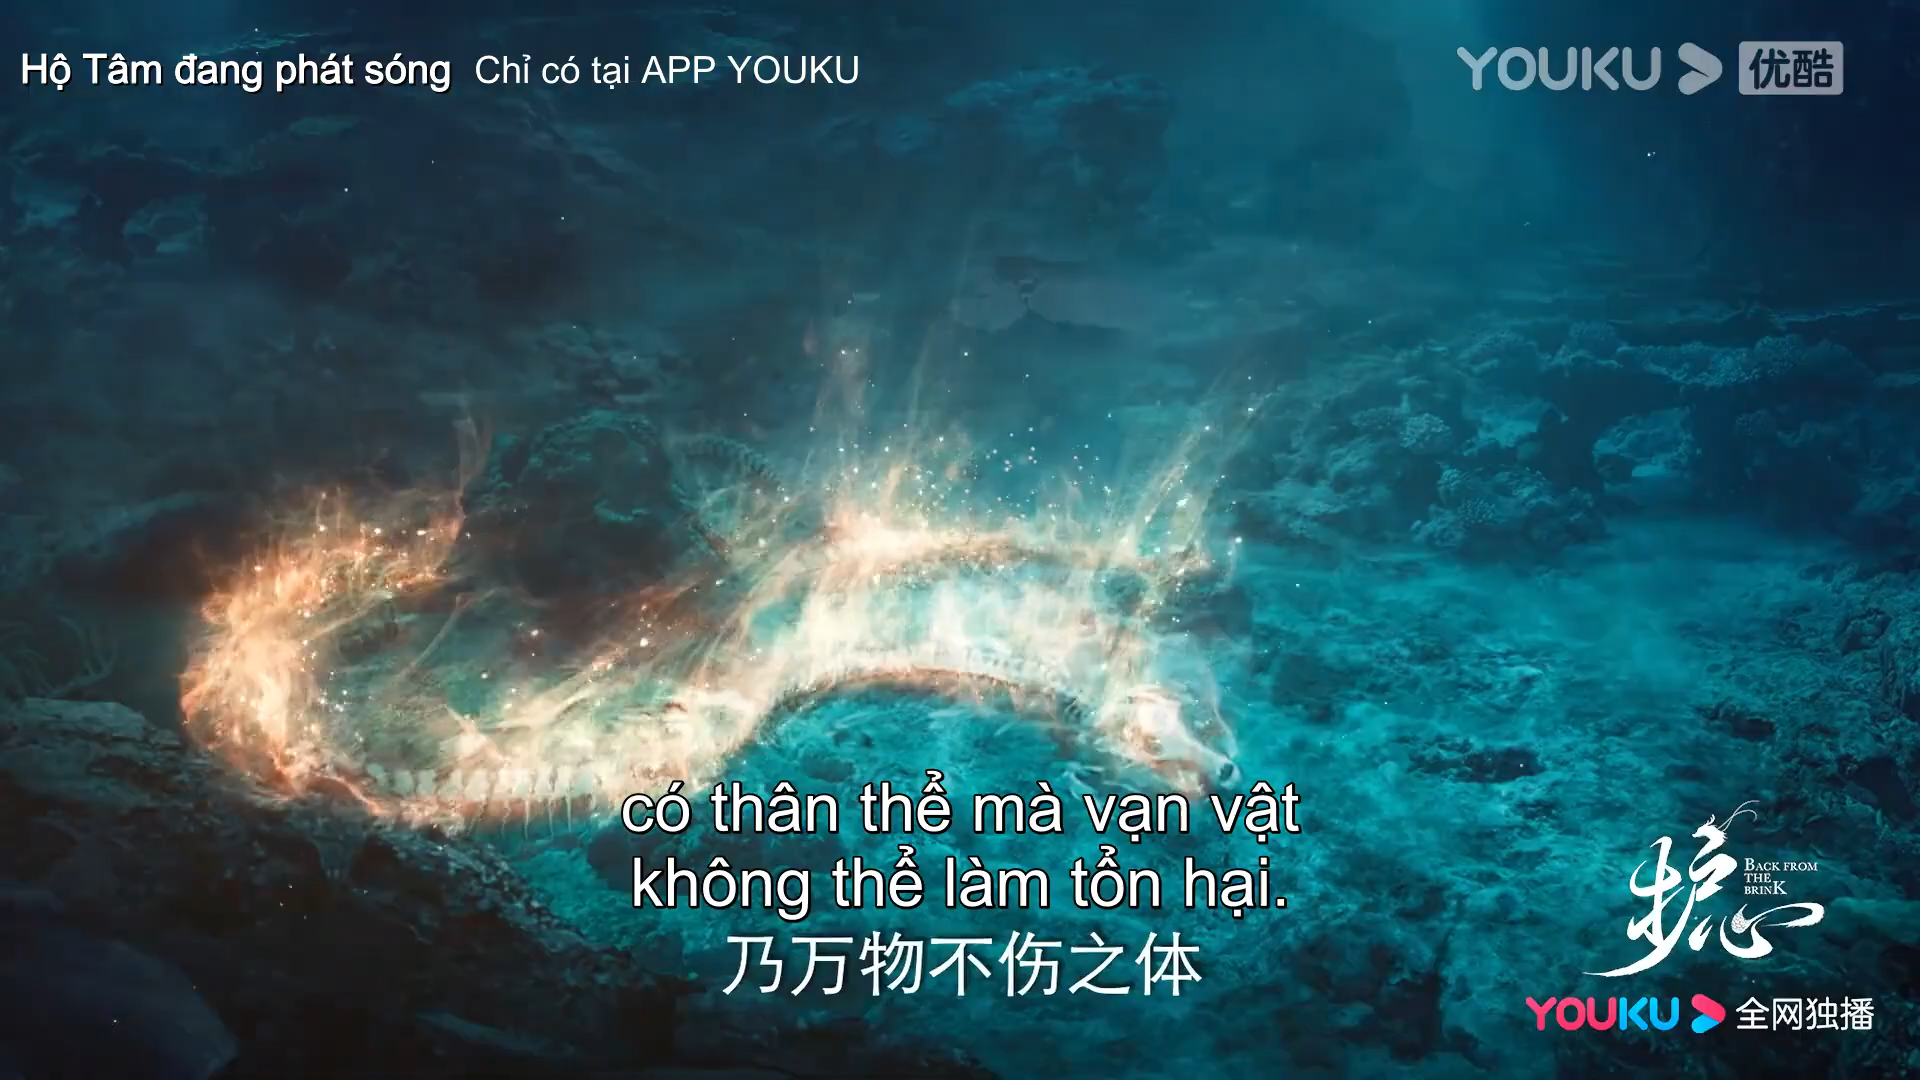 Hộ Tâm đang phát sóng Chỉ có tại APP YOUKU
YOUKU 优酷
có thân thể mà vạn vật
không thể làm tổn hại.
乃万物不伤之体
护心
BACK FROM
THE
BRINK
YOUKU 全网独播